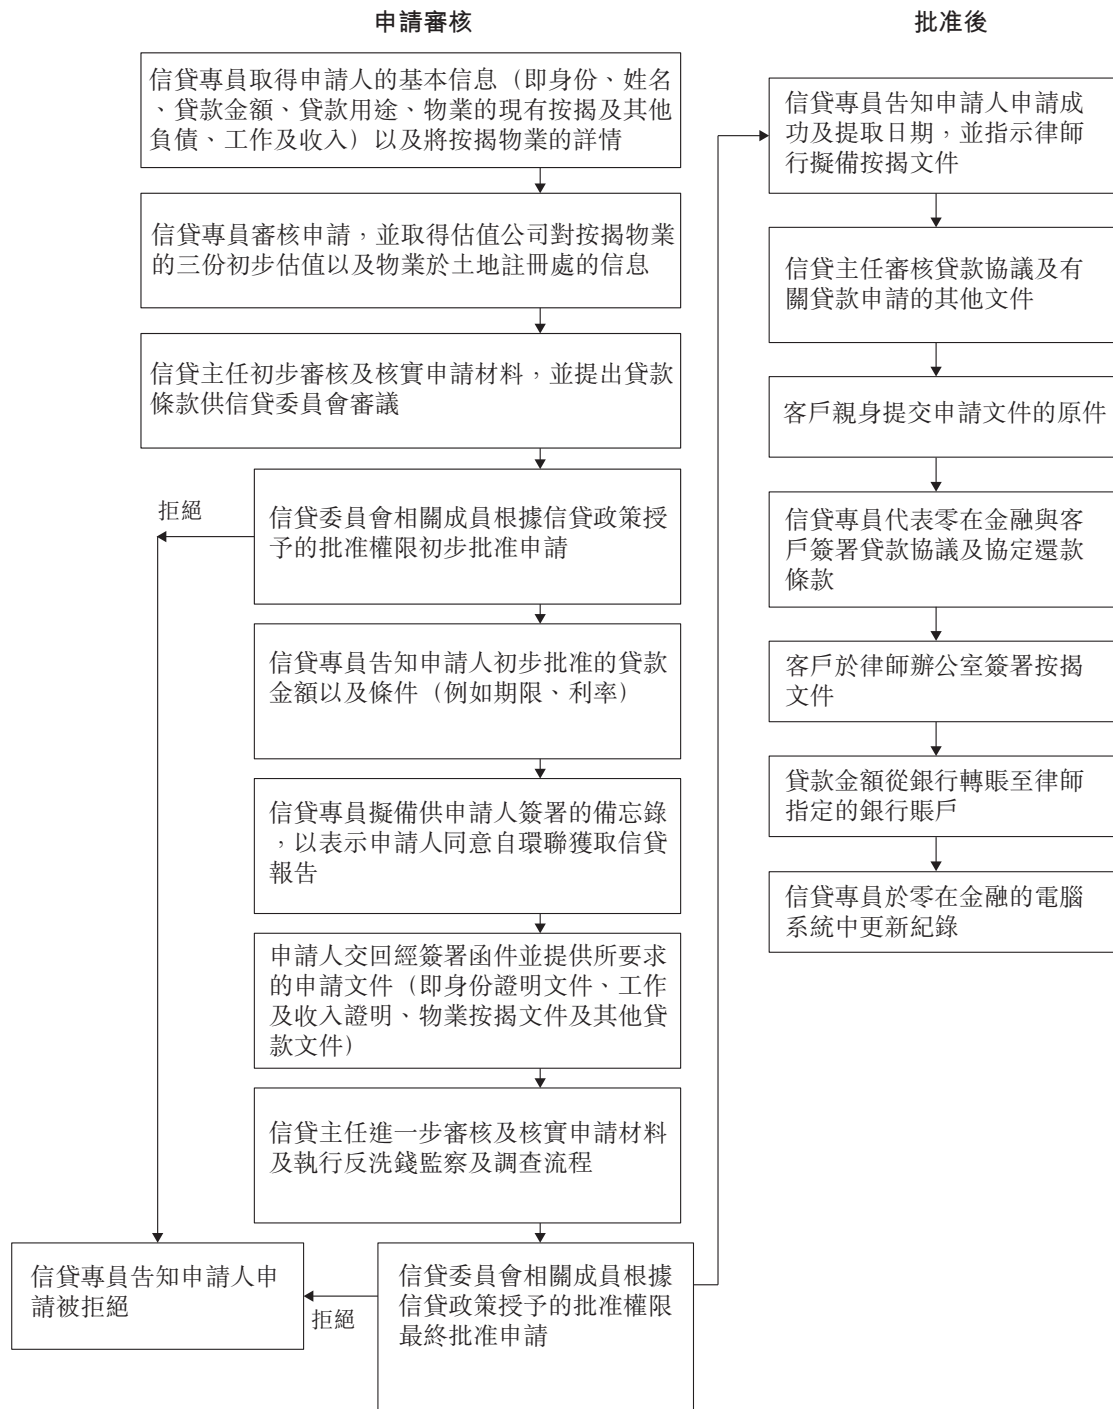 申請審核
信貸專員取得申請人的基本信息（即身份、姓名
、貸款金額、貸款用途、物業的現有按揭及其他
負債、工作及收入）以及將按揭物業的詳情
信貸專員審核申請，並取得估值公司對按揭物業
的三份初步估值以及物業於土地註冊處的信息
信貸主任初步審核及核實申請材料，並提出貸款
條款供信貸委員會審議
信貸委員會相關成員根據信貸政策授
予的批准權限初步批准申請
拒絕
信貸專員告知申請人初步批准的貸款
金額以及條件（例如期限、利率）
信貸專員擬備供申請人簽署的備忘錄
，以表示申請人同意自環聯獲取信貸
報告
申請人交回經簽署函件並提供所要求
的申請文件（即身份證明文件、工作
及收入證明、物業按揭文件及其他貸
款文件）
信貸主任進一步審核及核實申請材料
及執行反洗錢監察及調查流程
信貸委員會相關成員根據
信貸政策授予的批准權限
最終批准申請
拒絕
信貸專員告知申請人申
請被拒絕
批准後
信貸專員告知申請人申請成
功及提取日期，並指示律師
行擬備按揭文件
信貸主任審核貸款協議及有
關貸款申請的其他文件
客戶親身提交申請文件的原件
信貸專員代表零在金融與客
戶簽署貸款協議及協定還款
條款
客戶於律師辦公室簽署按揭
文件
貸款金額從銀行轉賬至律師
指定的銀行賬戶
信貸專員於零在金融的電腦
系統中更新紀錄